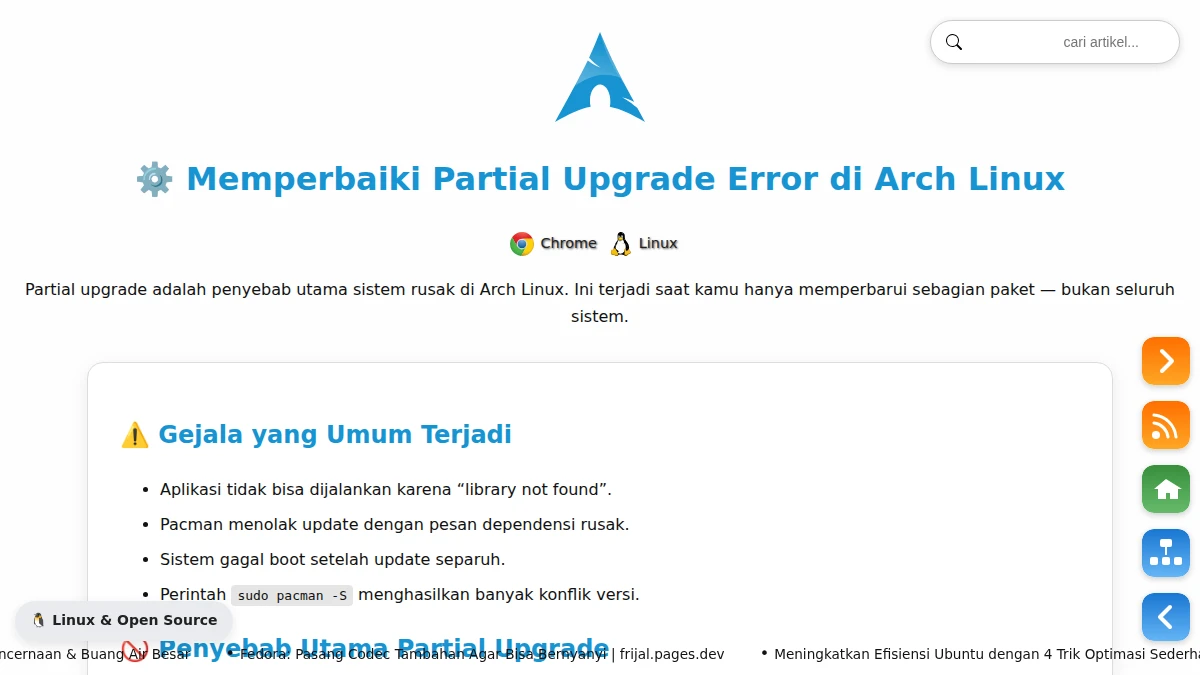 cari artikel...
⚙️ Memperbaiki Partial Upgrade Error di Arch Linux
Chrome Linux
Partial upgrade adalah penyebab utama sistem rusak di Arch Linux. Ini terjadi saat kamu hanya memperbarui sebagian paket — bukan seluruh
sistem.
⚠️ Gejala yang Umum Terjadi
• Aplikasi tidak bisa dijalankan karena “library not found”.
• Pacman menolak update dengan pesan dependensi rusak.
• Sistem gagal boot setelah update separuh.
• Perintah sudo pacman -S menghasilkan banyak konflik versi.
🐧 Linux & Open Source
🚫 Penyebab Utama Partial Upgrade
ncernaan & Buang Air Besar • Fedora: Pasang Codec Tambahan Agar Bisa Bernyanyi | frijal.pages.dev • Meningkatkan Efisiensi Ubuntu dengan 4 Trik Optimasi Sederha